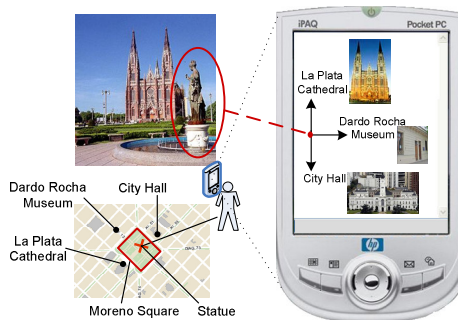 iPAQ
Pocket PC
La Plata
Cathedral
Dardo Rocha
Museum
City Hall
hp
Dardo Rocha
Museum
City Hall
La Plata
Cathedral
Moreno Square
Statue